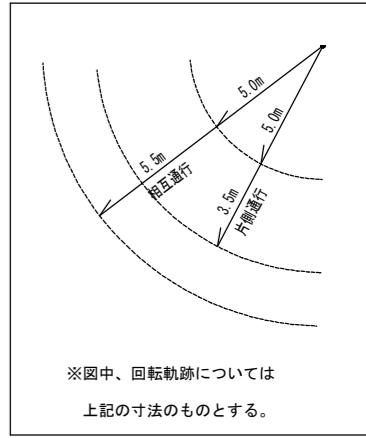 5.0m
5.0m
5.5m
相互通行
3.5m
片側通行
※図中、回転軌跡については
上記の寸法のものとする。